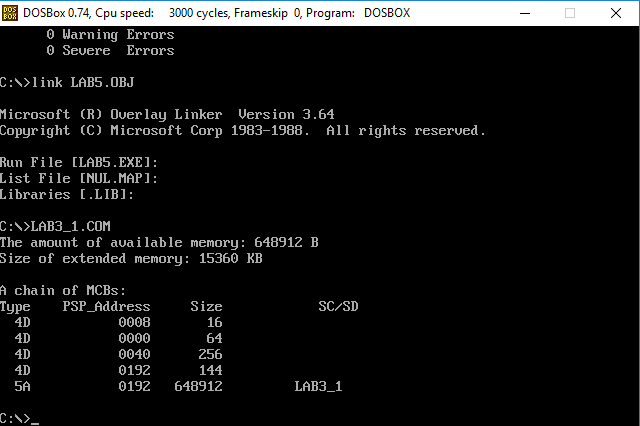 DOS
BOX
DOSBox 0.74, Cpu speed: 3000 cycles, Frameskip 0, Program: DOSBOX
0 Warning Errors
0 Severe Errors
C:\>link LAB5.OBJ
Microsoft (R) Overlay Linker Version 3.64
Copyright (C) Microsoft Corp 1983-1988. All rights reserved.
Run File [LAB5.EXE]:
List File [NUL.MAP]:
Libraries [.LIB]:
C:\>LAB3_1.COM
The amount of available memory: 648912 B
Size of extended memory: 15360 KB
A chain of MCBs:
Type PSP_Address Size SC/SD
4D 0008 16
4D 0000 64
4D 0040 256
4D 0192 144
5A 0192 648912 LAB3_1
C:\>_